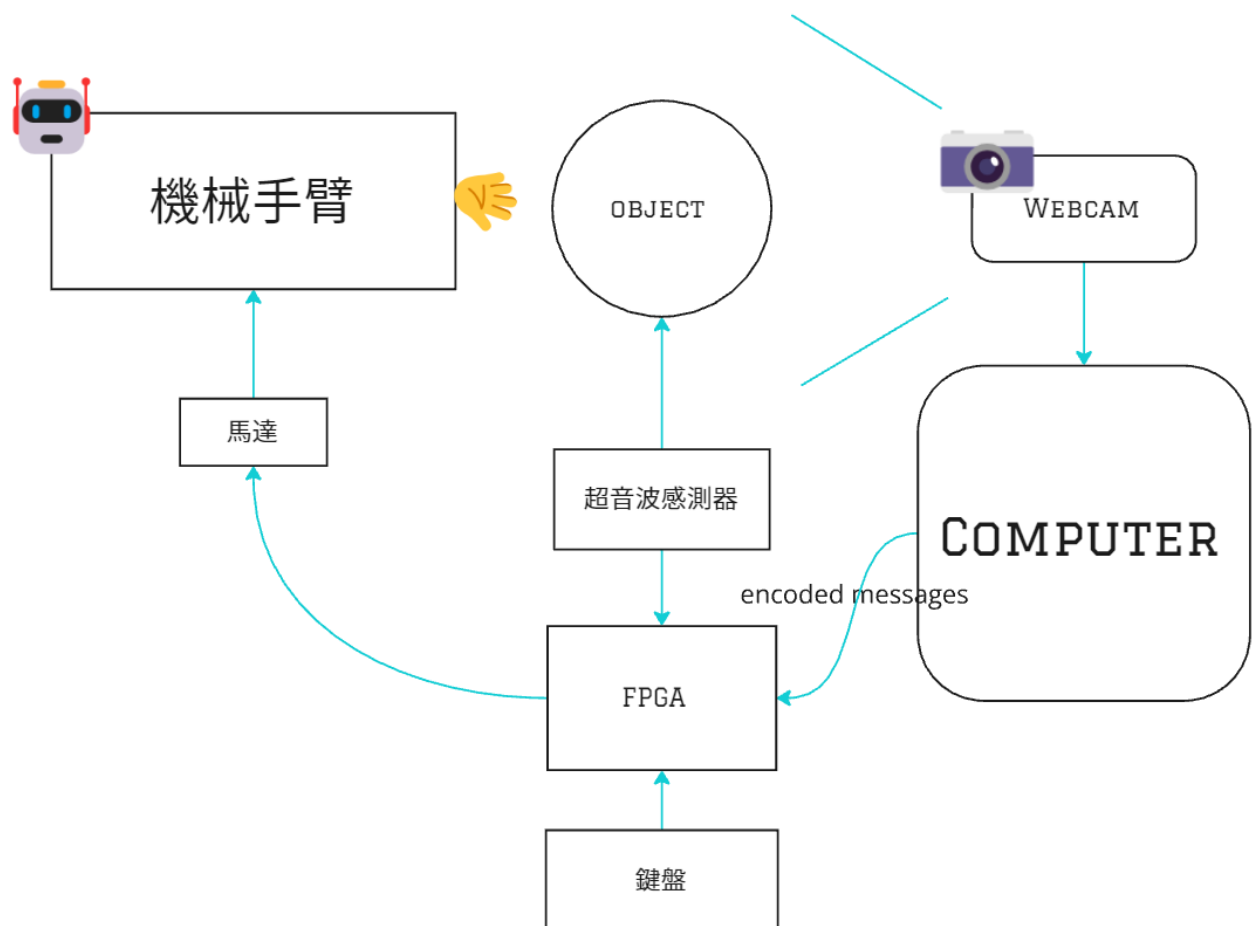 機械手臂
OBJECT
WEBCAM
馬達
超音波感測器
COMPUTER
encoded messages
FPGA
鍵盤